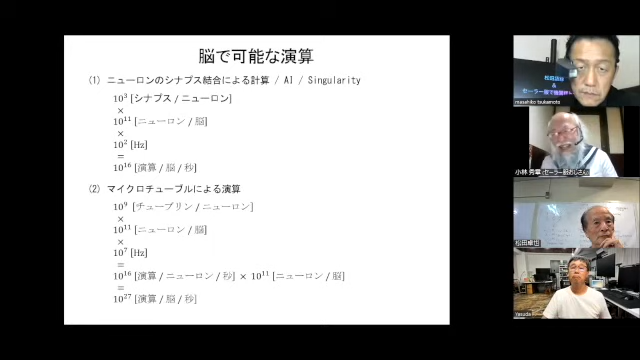 脳で可能な演算
(1) ニューロンのシナプス結合による計算 / AI / Singularity
10³ [シナプス / ニューロン]
×
10¹¹ [ニューロン / 脳]
×
10² [Hz]
=
10¹⁶ [演算 / 脳 / 秒]
(2) マイクロチューブルによる演算
10⁹ [チューブリン / ニューロン]
×
10¹¹ [ニューロン / 脳]
×
10⁷ [Hz]
=
10¹⁶ [演算 / ニューロン / 秒] × 10¹¹ [ニューロン / 脳]
=
10²⁷ [演算 / 脳 / 秒]
松田語録
&
masahiko tsukamoto
小林 秀章 (セーラー服おじさん)
松田卓也
Yasuda